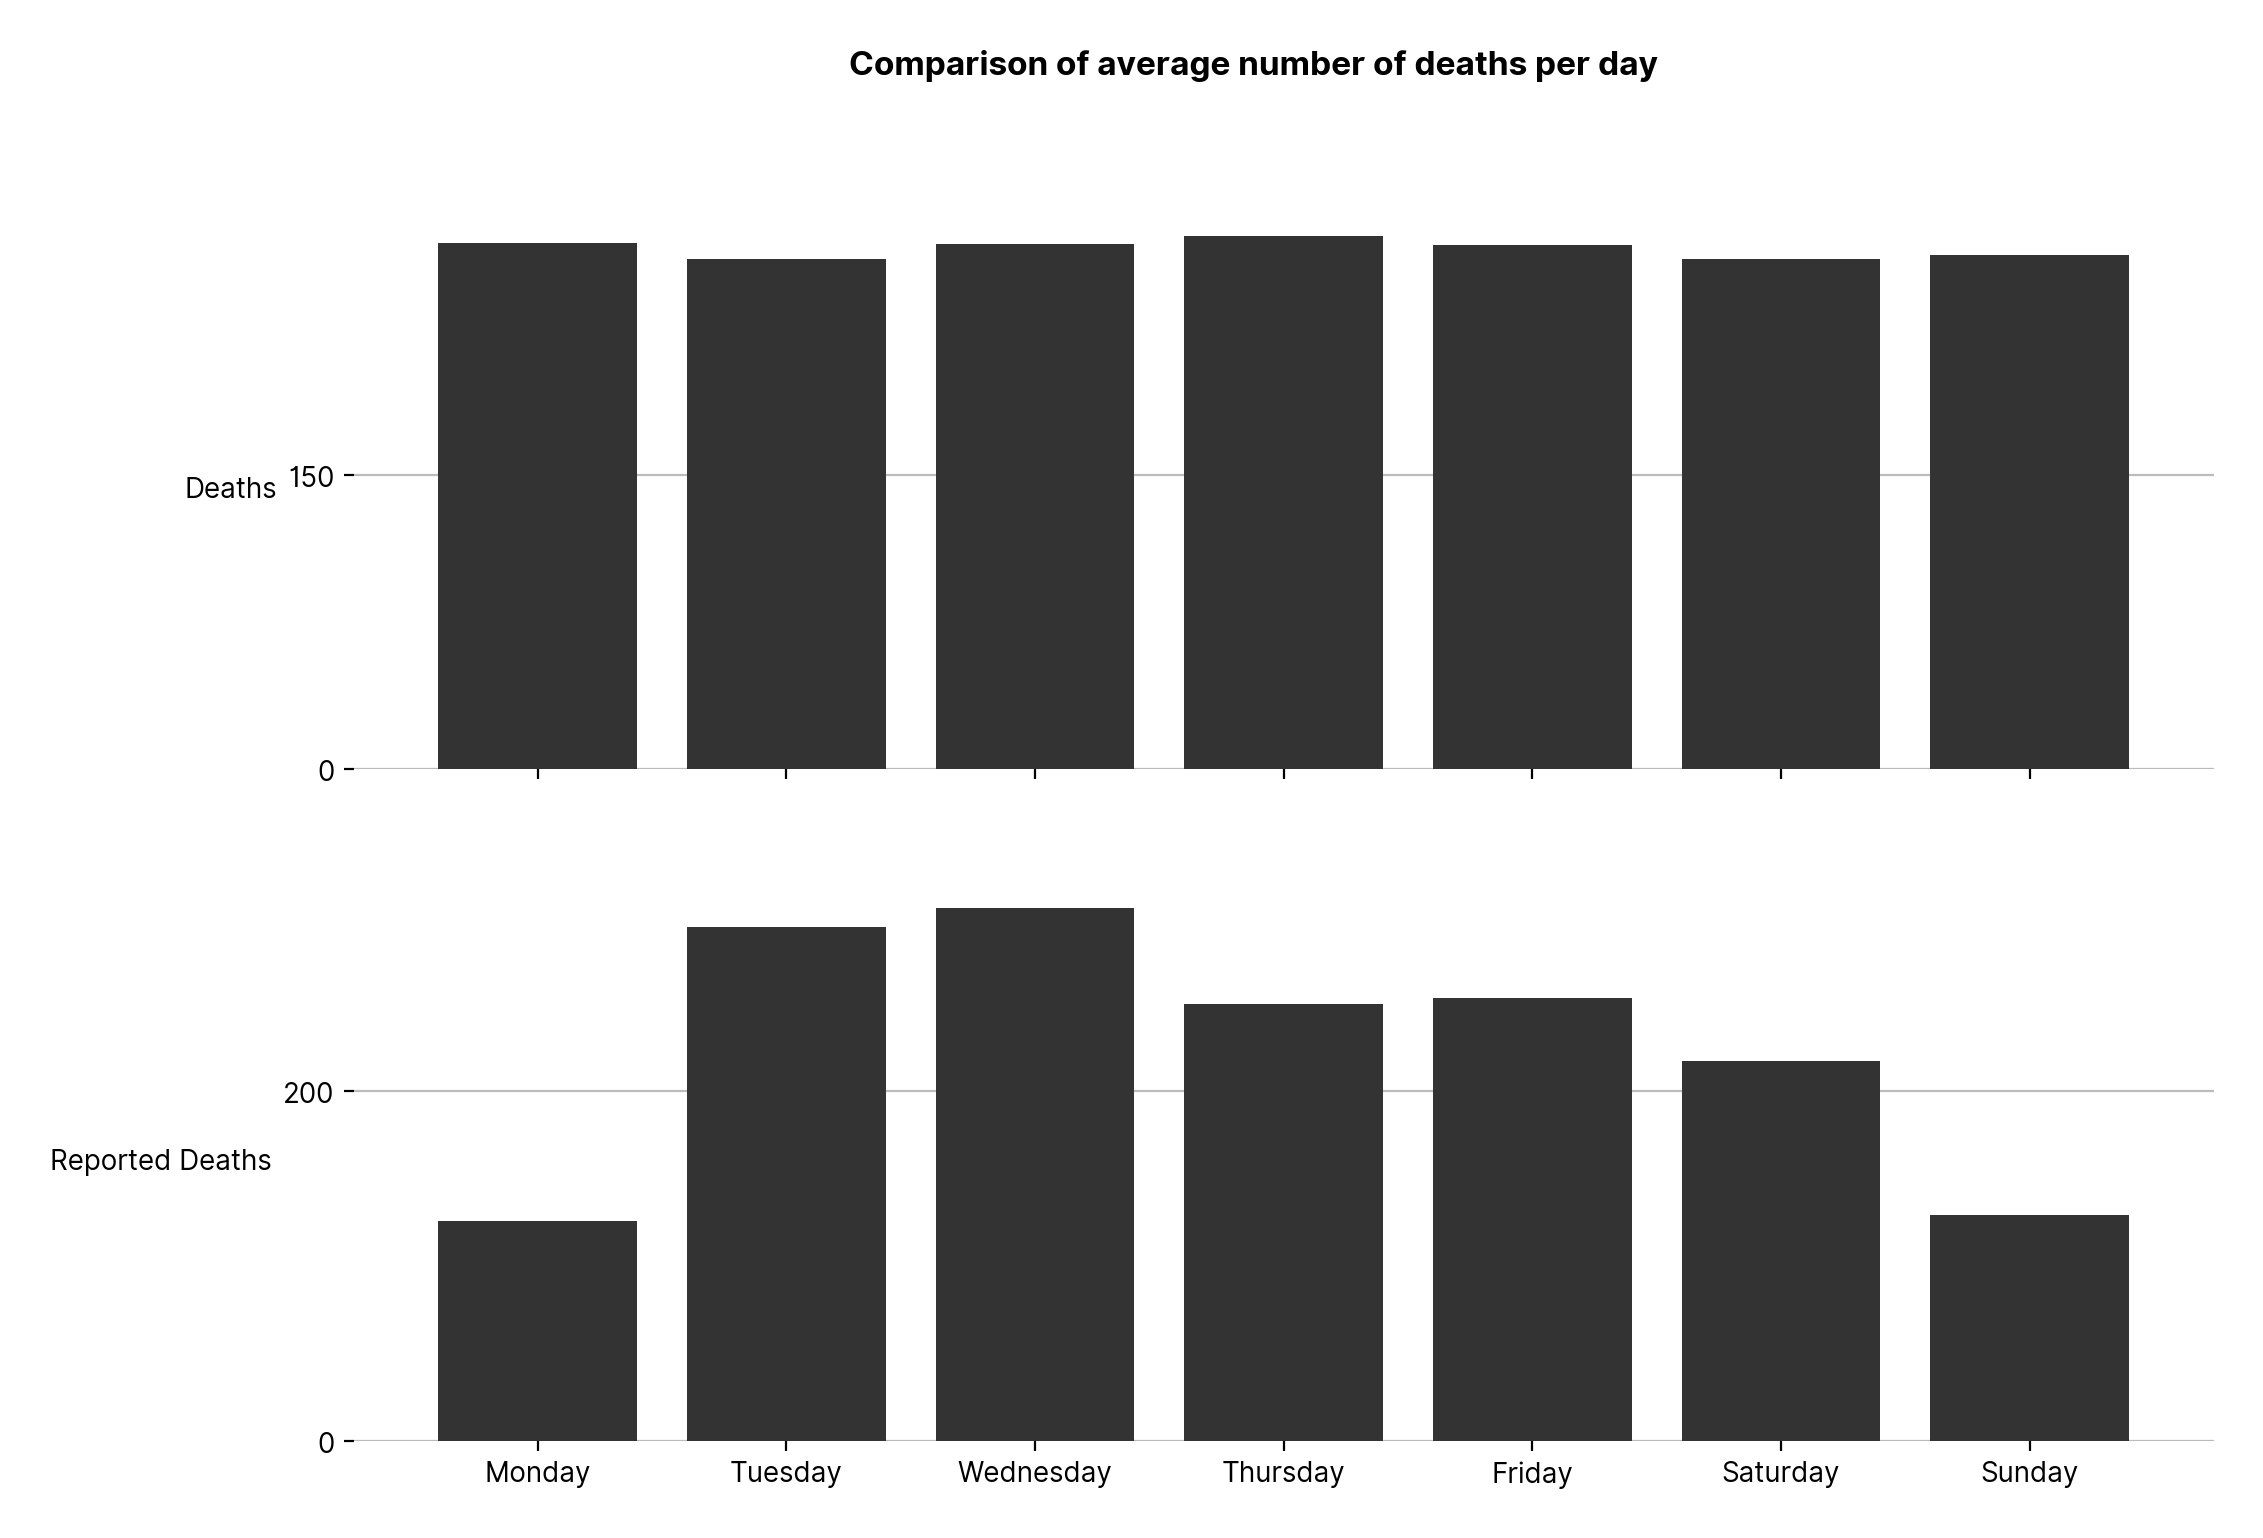 Comparison of average number of deaths per day
Deaths
150
0
Reported Deaths
200
0
Monday Tuesday Wednesday Thursday Friday Saturday Sunday